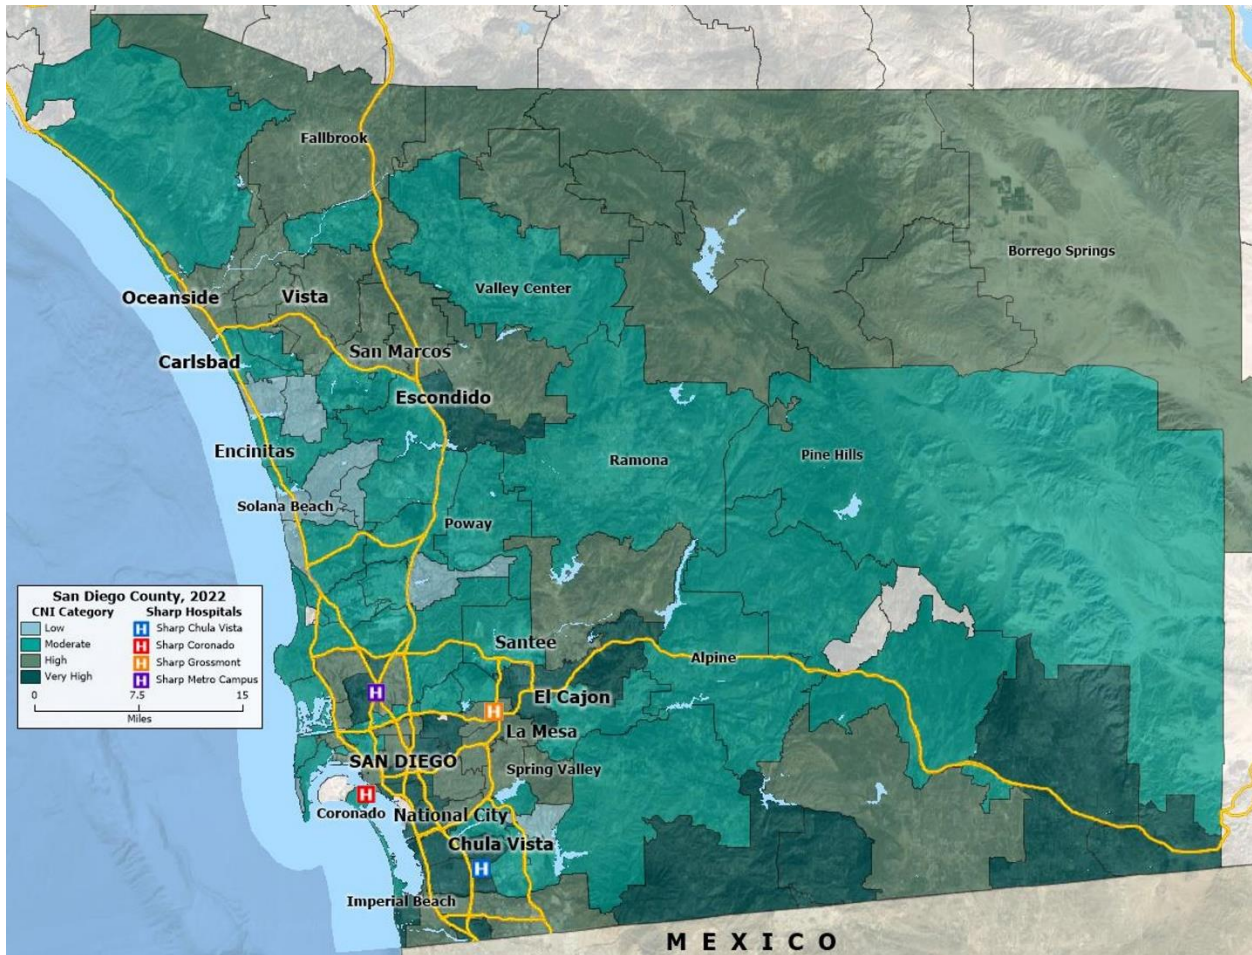 Fallbrook
Borrego Springs
Valley Center
Oceanside
Vista
San Marcos
Carlsbad
Escondido
Encinitas
Ramona
Pine Hills
Solana Beach
Poway
San Diego County, 2022
CNI Category
Low
Moderate
High
Very High
Sharp Hospitals
H Sharp Chula Vista
H Sharp Coronado
H Sharp Grossmont
H Sharp Metro Campus
0 7.5 15
Miles
Santee
Alpine
H
El Cajon
H
La Mesa
SAN DIEGO
Spring Valley
H
Coronado
National City
Chula Vista
H
Imperial Beach
MEXICO